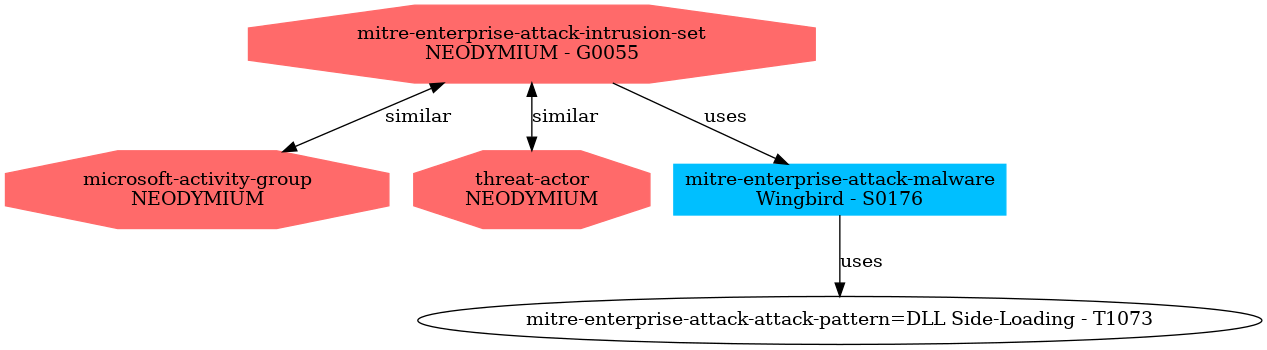 mitre-enterprise-attack-intrusion-set
NEODYMIUM - G0055
similar
similar
uses
microsoft-activity-group
NEODYMIUM
threat-actor
NEODYMIUM
mitre-enterprise-attack-malware
Wingbird - S0176
uses
mitre-enterprise-attack-attack-pattern=DLL Side-Loading - T1073